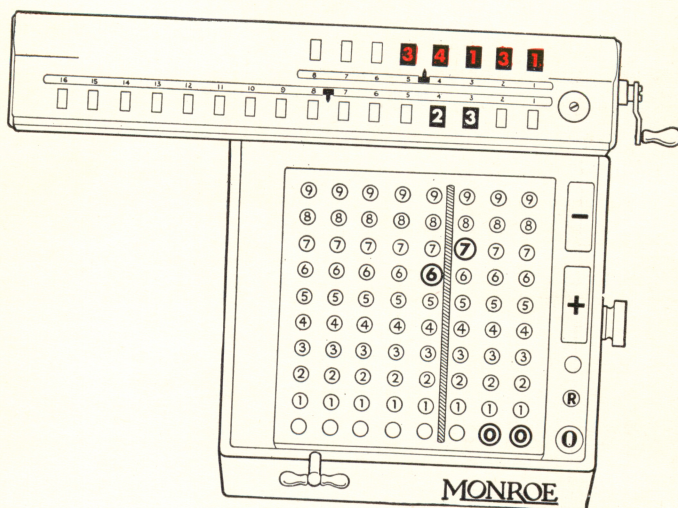 3 4 1 3 1
8 7 6 5 4 3 2 1
16 15 14 13 12 11 10 9 8 7 6 5 4 3 2 1
2 3
9 9 9 9 9 9 9 9
8 8 8 8 8 8 8 8 −
7 7 7 7 7 7 7 7
6 6 6 6 6 6 6 6
5 5 5 5 5 5 5 5 +
4 4 4 4 4 4 4 4
3 3 3 3 3 3 3 3
2 2 2 2 2 2 2 2
1 1 1 1 1 1 1 1 R
0 0 0
MONROE